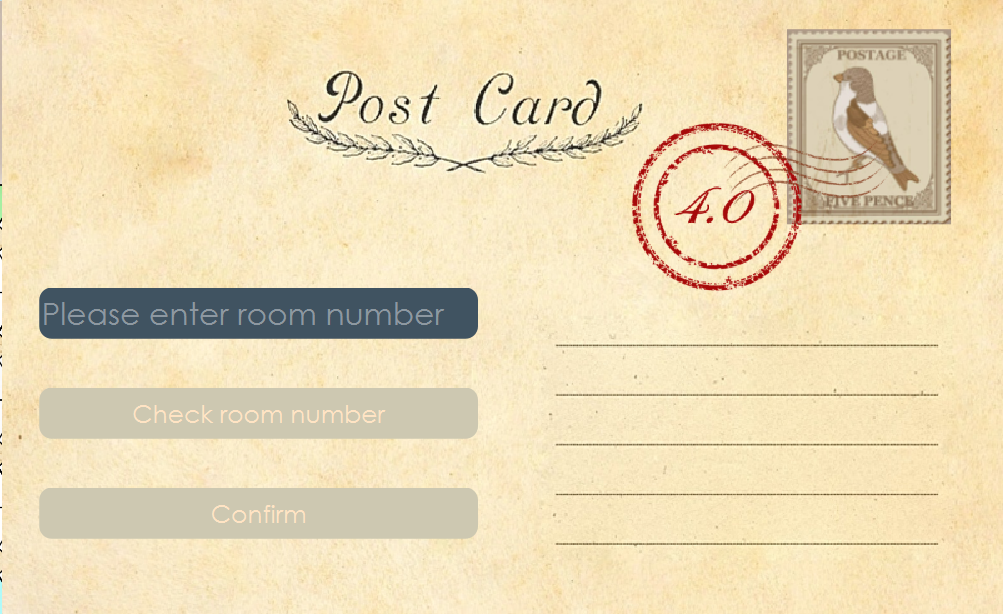 POSTAGE
Post Card
4.0
FIVE PENCE
Please enter room number
Check room number
Confirm